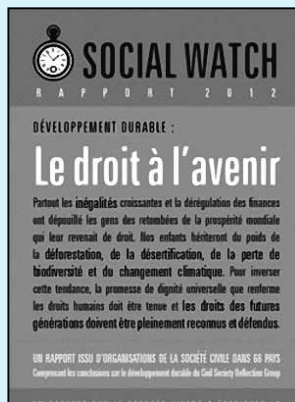 SOCIAL WATCH
RAPPORT 2012
DÉVELOPPEMENT DURABLE :
Le droit à l'avenir
Partout les inégalités croissantes et la dérégulation des finances
ont dépouillé les gens des retombées de la prospérité mondiale
qui leur revenait de droit. Nos enfants hériteront du poids de
la déforestation, de la désertification, de la perte de
biodiversité et du changement climatique. Pour inverser
cette tendance, la promesse de dignité universelle que renferme
les droits humains doit être tenue et les droits des futures
générations doivent être pleinement reconnus et défendus.
UN RAPPORT ISSU D'ORGANISATIONS DE LA SOCIÉTÉ CIVILE DANS 66 PAYS
Comprenant les conclusions sur le développement durable du Civil Society Reflection Group